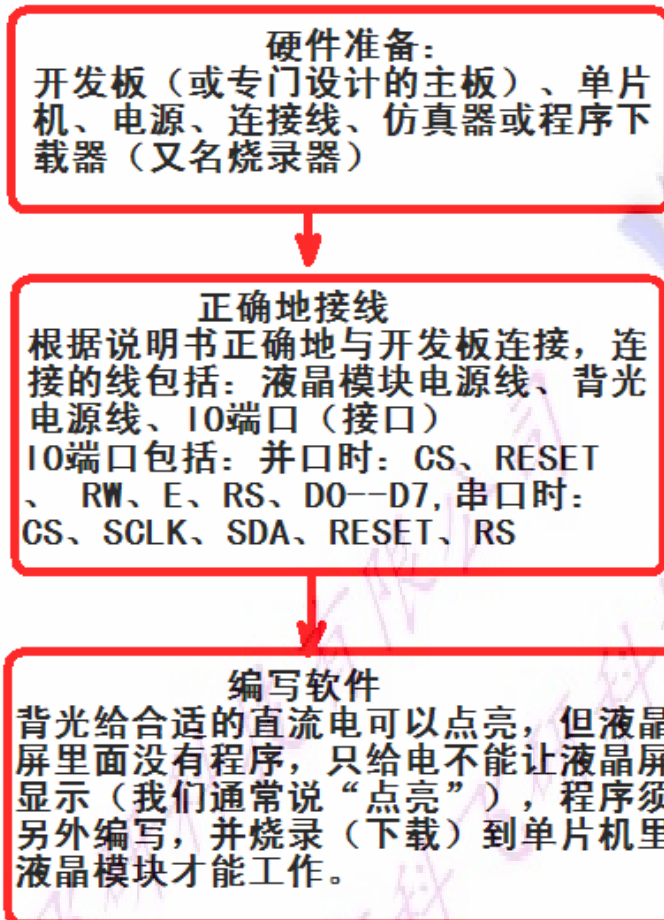 硬件准备：
开发板（或专门设计的主板）、单片
机、电源、连接线、仿真器或程序下
载器（又名烧录器）
正确地接线
根据说明书正确地与开发板连接，连
接的线包括：液晶模块电源线、背光
电源线、IO端口（接口）
IO端口包括：并口时：CS、RESET
、 RW、E、RS、D0--D7,串口时：
CS、SCLK、SDA、RESET、RS
编写软件
背光给合适的直流电可以点亮，但液晶
屏里面没有程序，只给电不能让液晶屏
显示（我们通常说“点亮”），程序须
另外编写，并烧录（下载）到单片机里
液晶模块才能工作。